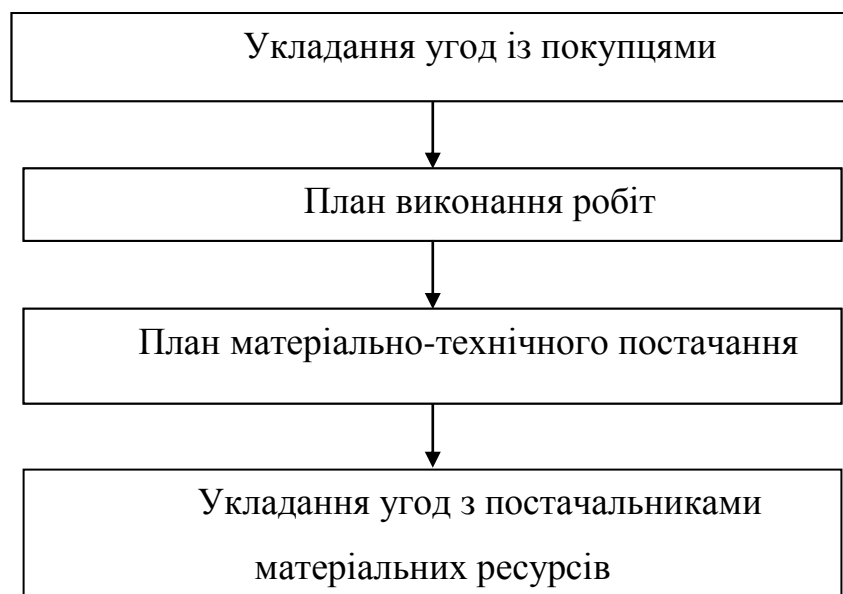 Укладання угод із покупцями
План виконання робіт
План матеріально-технічного постачання
Укладання угод з постачальниками
матеріальних ресурсів